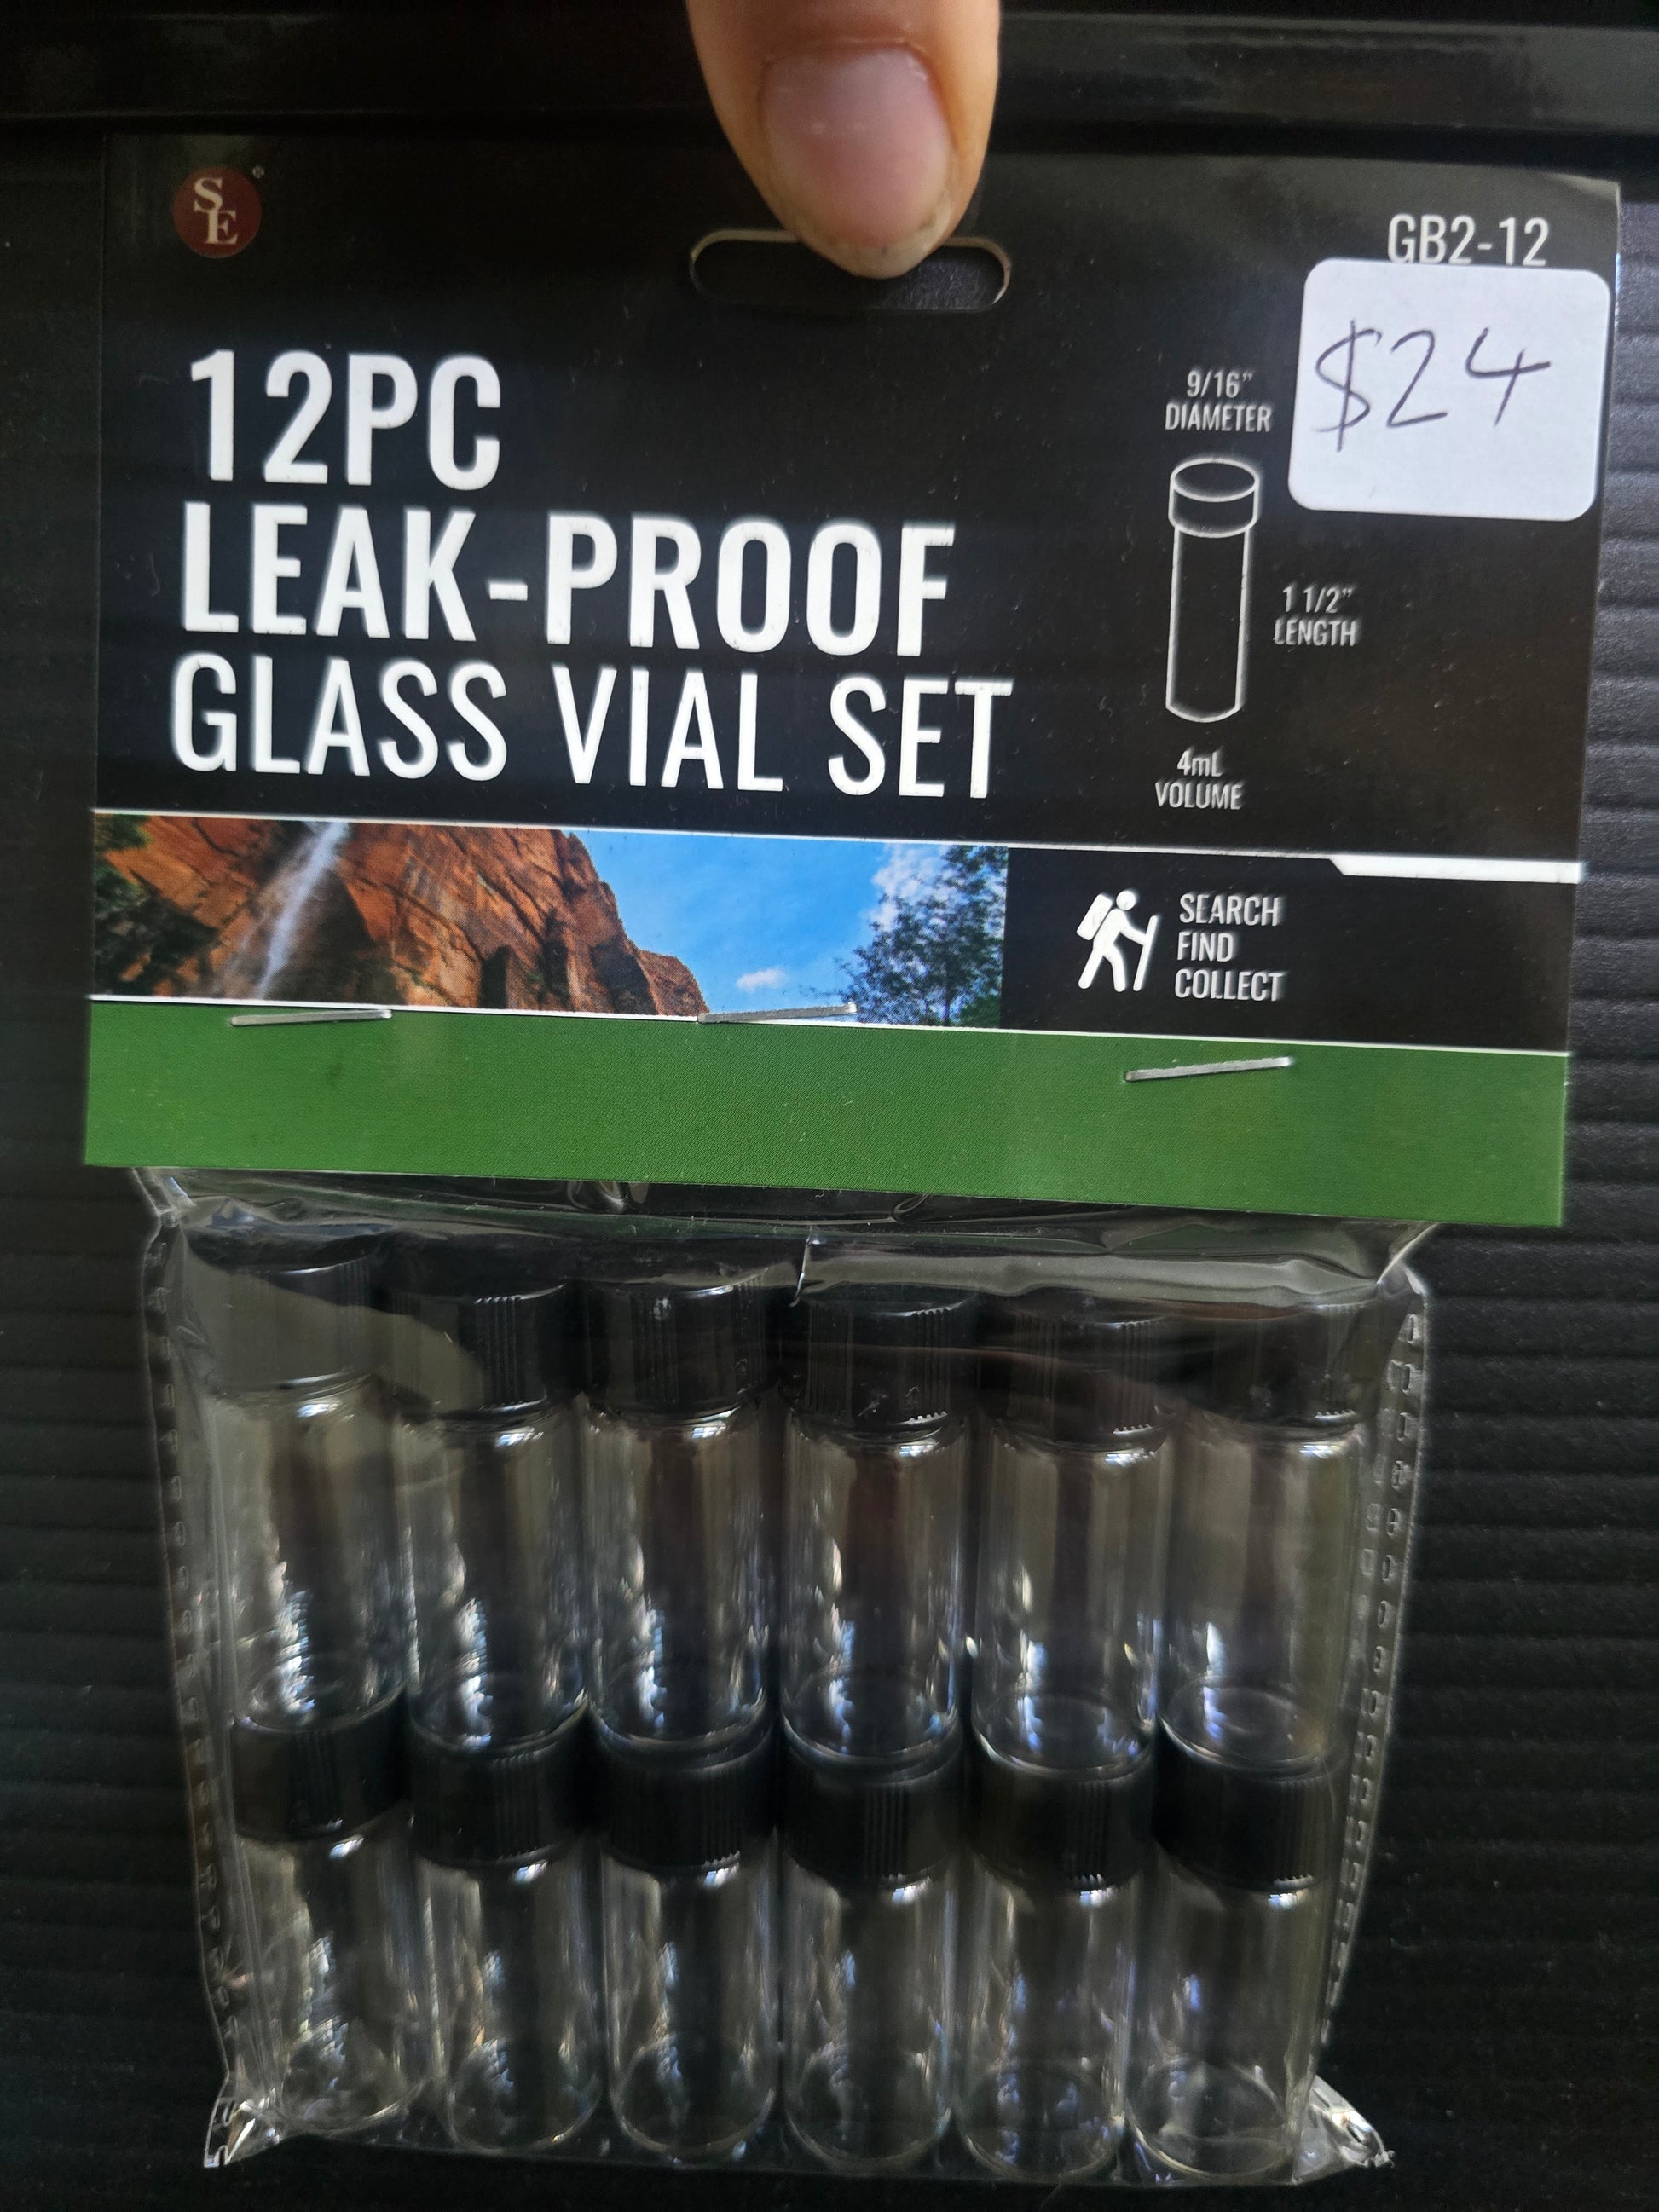 SE®
GB2-12
$24
12PC
LEAK-PROOF
GLASS VIAL SET
9/16"
DIAMETER
1 1/2"
LENGTH
4mL
VOLUME
SEARCH
FIND
COLLECT